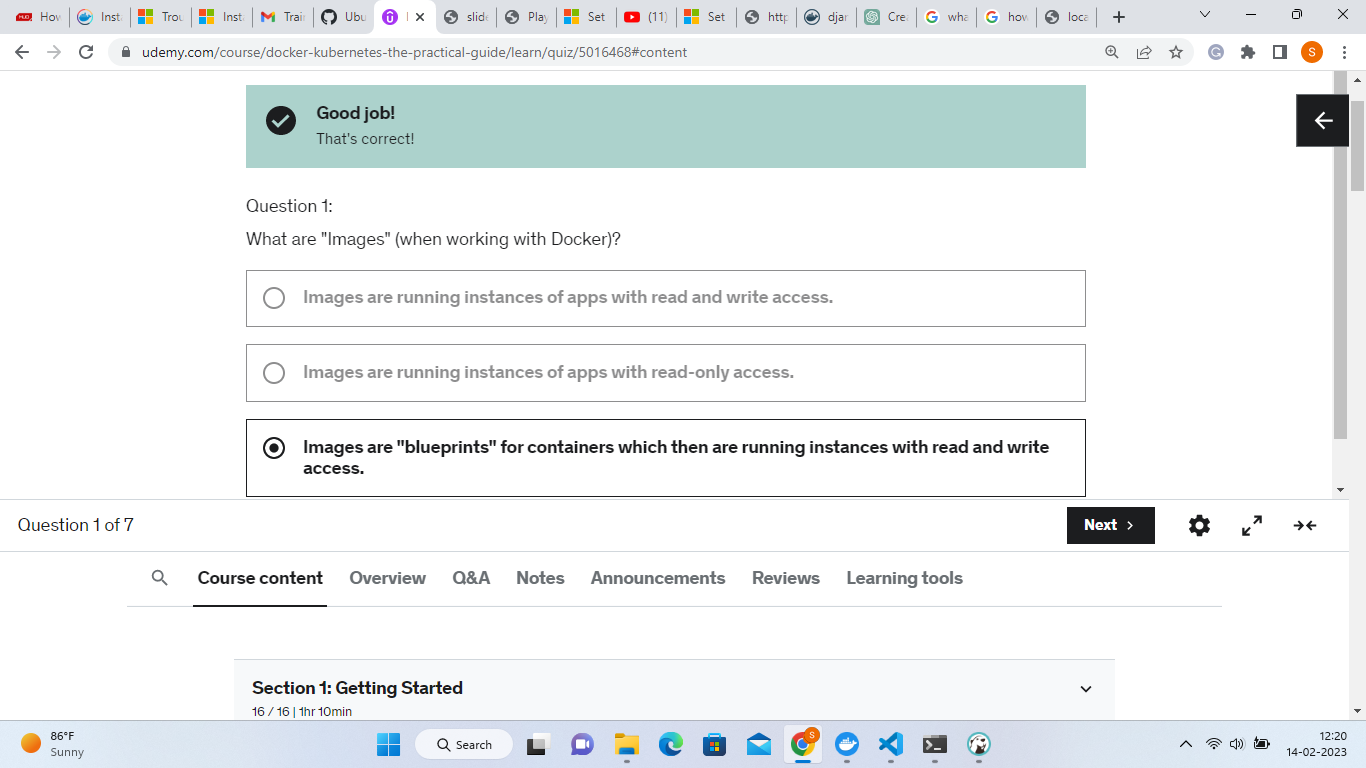 How
Inst
Trou
Inst
Trai
Ubu
slide
Play
Set
(11)
Set
http
djan
Crea
wha
how
loca
udemy.com/course/docker-kubernetes-the-practical-guide/learn/quiz/5016468#content
S
Good job!
That's correct!
Question 1:
What are "Images" (when working with Docker)?
Images are running instances of apps with read and write access.
Images are running instances of apps with read-only access.
Images are "blueprints" for containers which then are running instances with read and write
access.
Question 1 of 7
Next
Course content
Overview
Q&A
Notes
Announcements
Reviews
Learning tools
Section 1: Getting Started
16 / 16 | 1hr 10min
86°F
Sunny
Search
S
12:20
14-02-2023